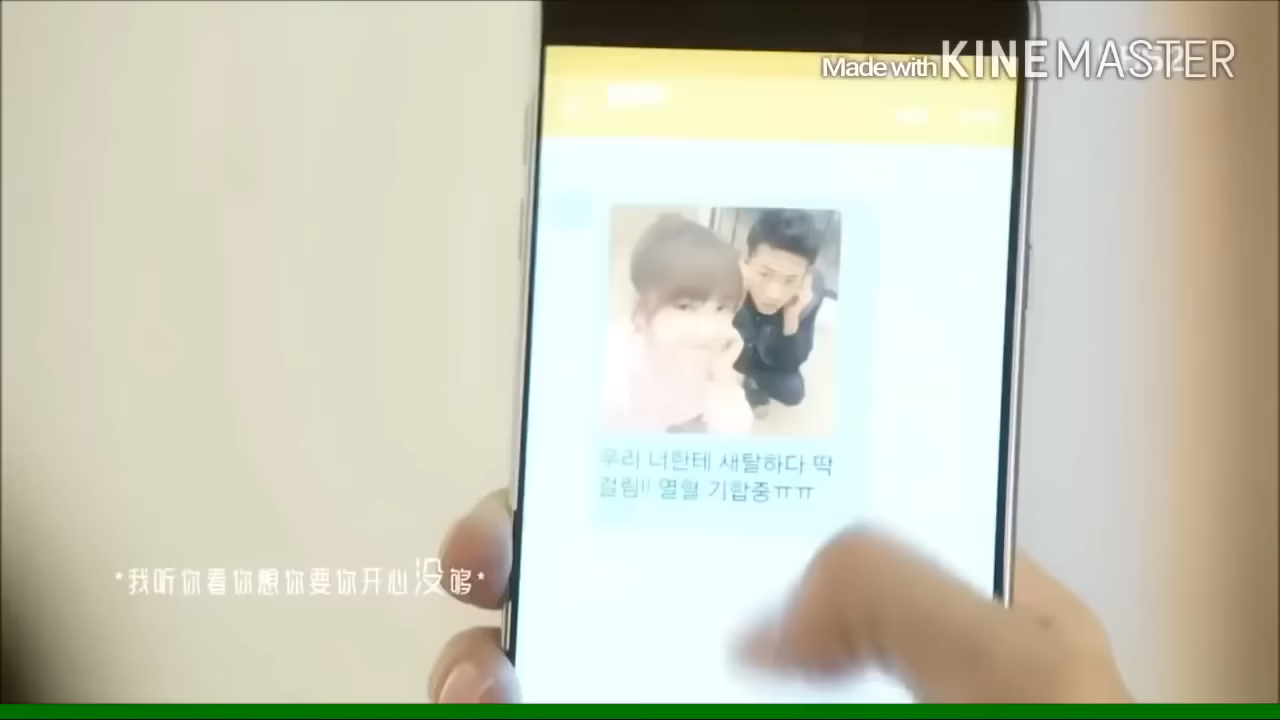 Made with KINEMASTER
우리 너한테 새탈하다 딱
걸림!! 열혈 기합중ㅠㅠ
*我听你看你想你要你开心没够*